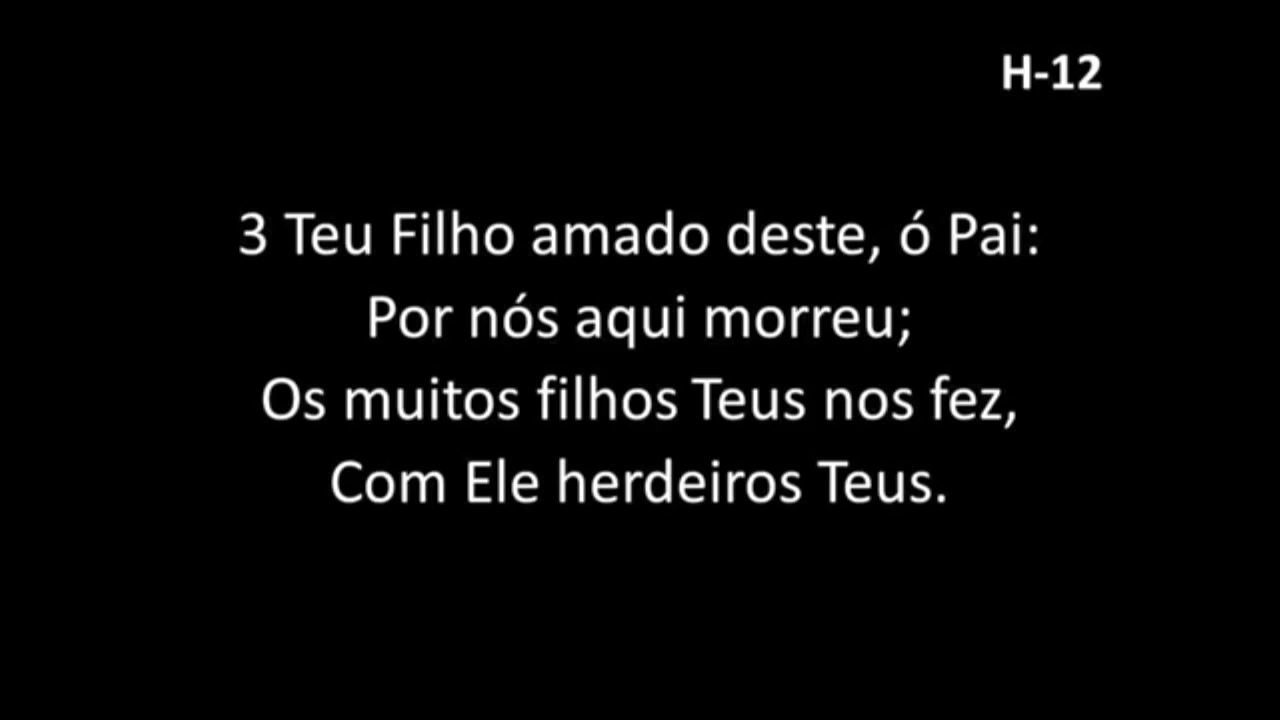 H-12
3 Teu Filho amado deste, ó Pai:
Por nós aqui morreu;
Os muitos filhos Teus nos fez,
Com Ele herdeiros Teus.